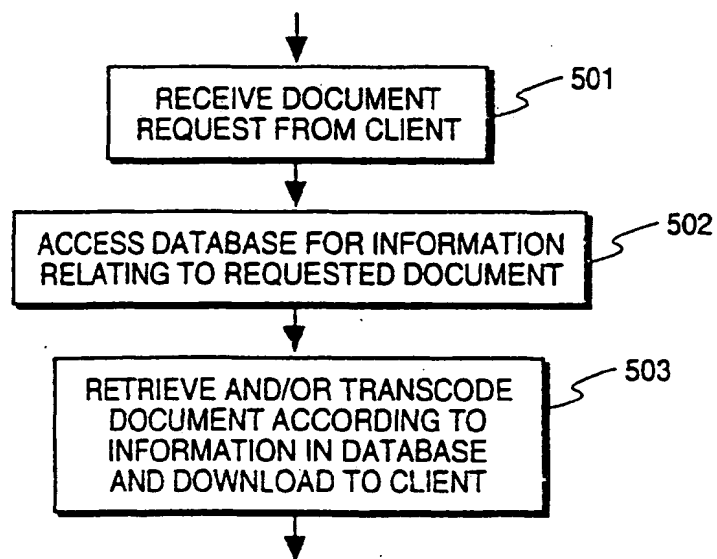 RECEIVE DOCUMENT
REQUEST FROM CLIENT
501
ACCESS DATABASE FOR INFORMATION
RELATING TO REQUESTED DOCUMENT
502
RETRIEVE AND/OR TRANSCODE
DOCUMENT ACCORDING TO
INFORMATION IN DATABASE
AND DOWNLOAD TO CLIENT
503